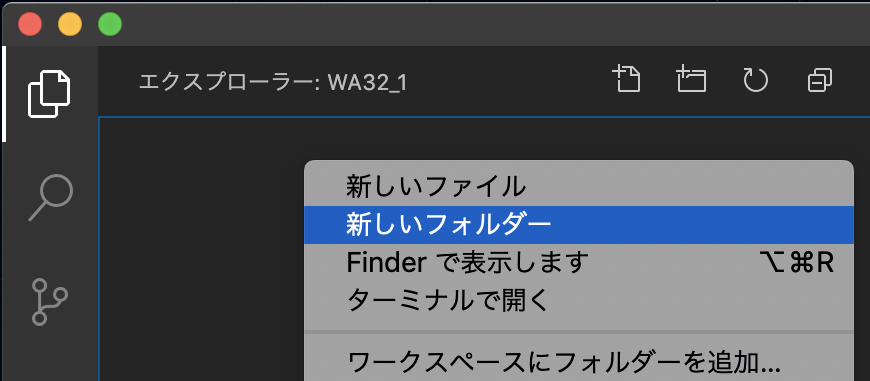 エクスプローラー: WA32_1
新しいファイル
新しいフォルダー
Finder で表示します ⌥⌘R
ターミナルで開く
ワークスペースにフォルダーを追加...